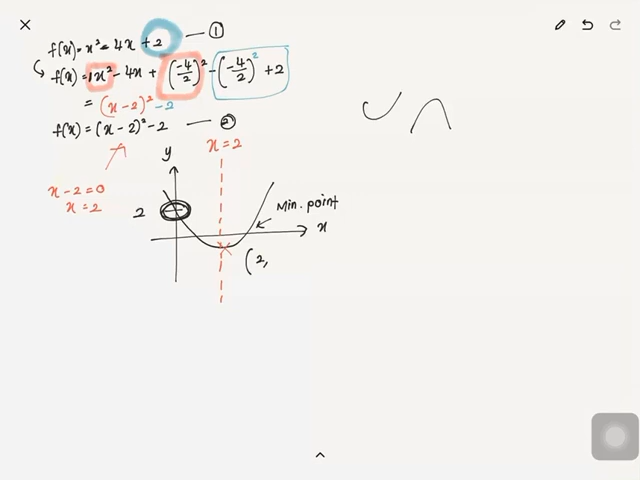 f(x) = x² - 4x + 2 — ①
f(x) = 1x² - 4x + (-4/2)² - (-4/2)² + 2
= (x - 2)² - 2
f(x) = (x - 2)² - 2 — ②
x = 2
y
x - 2 = 0
x = 2
2
Min. point
x
(2,